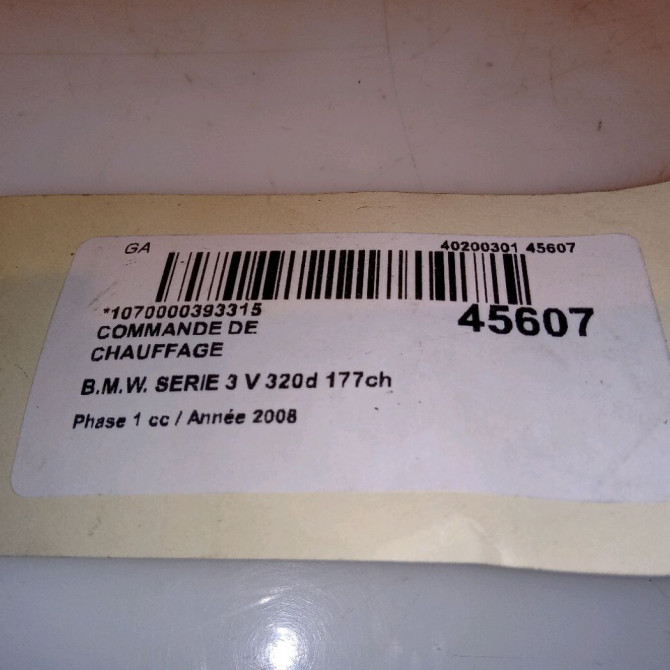 GA 40200301 45607
*1070000393315 45607
COMMANDE DE
CHAUFFAGE
B.M.W. SERIE 3 V 320d 177ch
Phase 1 cc / Année 2008